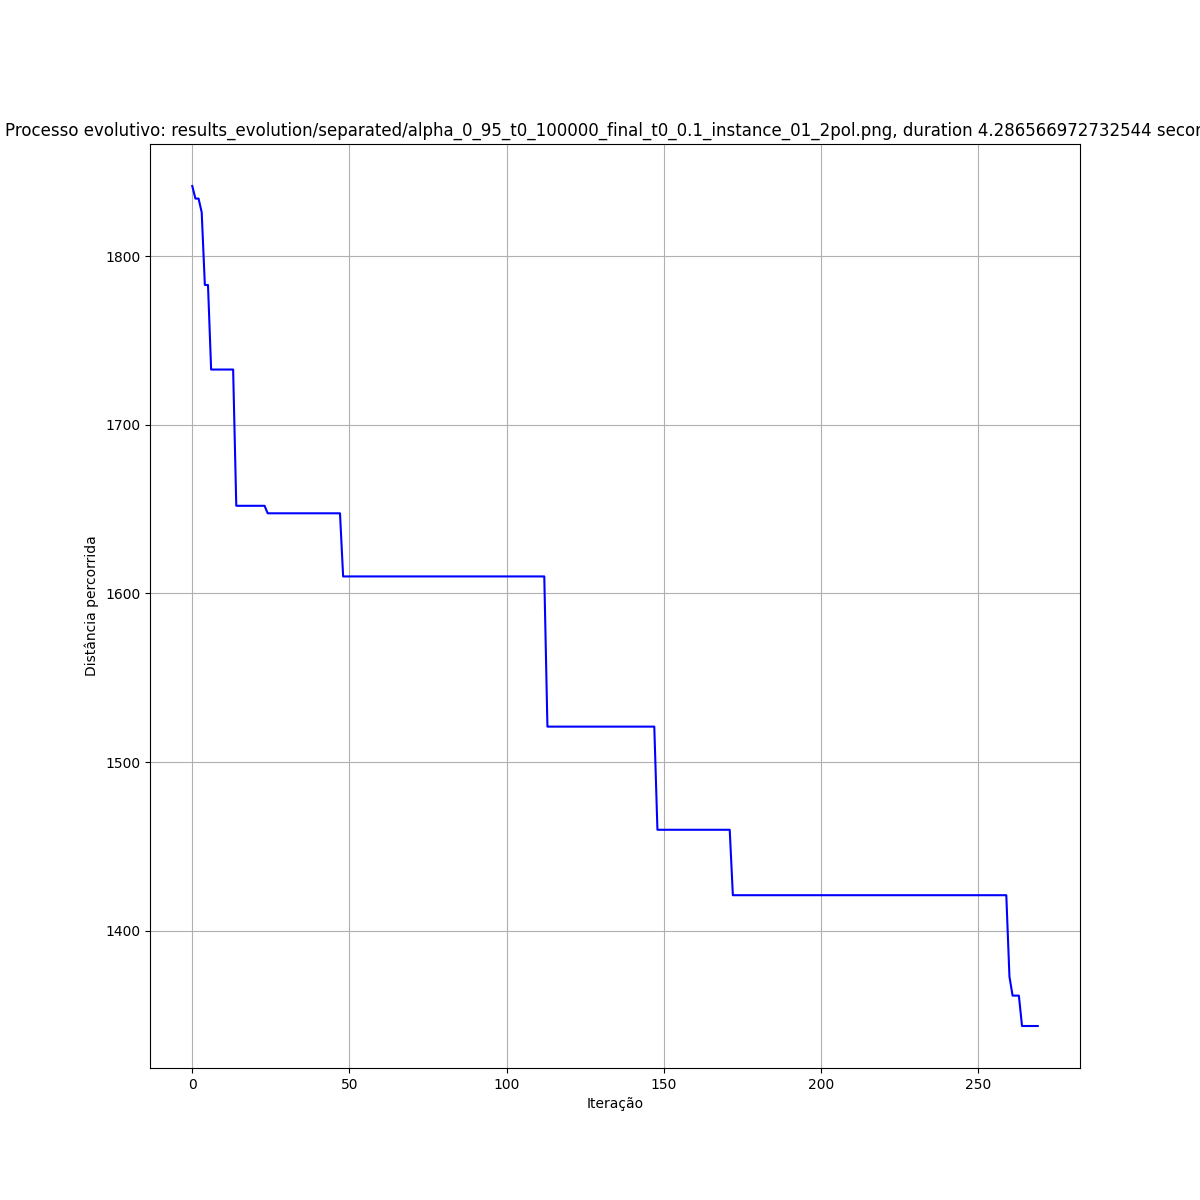 Processo evolutivo: results_evolution/separated/alpha_0_95_t0_100000_final_t0_0.1_instance_01_2pol.png, duration 4.286566972732544 secon
1800
1700
1600
1500
1400
Distância percorrida
0 50 100 150 200 250
Iteração